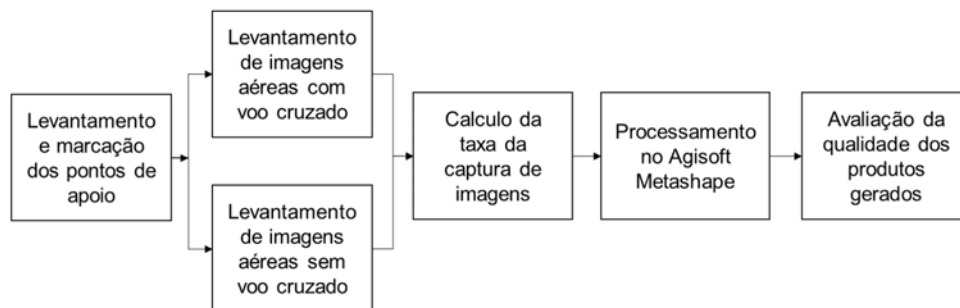 Levantamento
e marcação
dos pontos de
apoio
Levantamento
de imagens
aéreas com
voo cruzado
Levantamento
de imagens
aéreas sem
voo cruzado
Calculo da
taxa da
captura de
imagens
Processamento
no Agisoft
Metashape
Avaliação da
qualidade dos
produtos
gerados